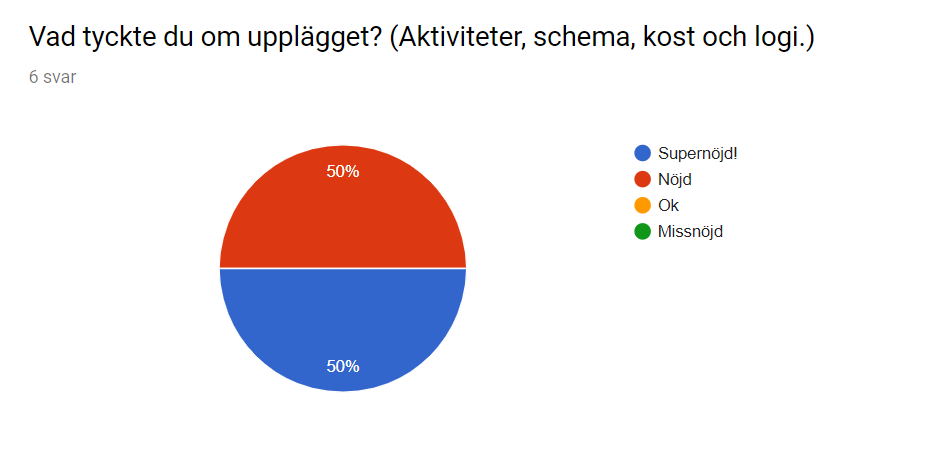 Vad tyckte du om upplägget? (Aktiviteter, schema, kost och logi.)
6 svar
50%
50%
Supernöjd!
Nöjd
Ok
Missnöjd